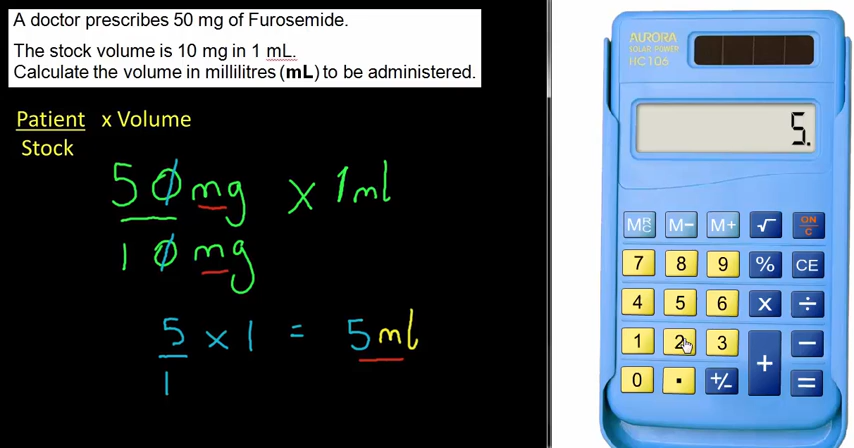 A doctor prescribes 50 mg of Furosemide.
The stock volume is 10 mg in 1 mL.
Calculate the volume in millilitres (mL) to be administered.
Patient x Volume
Stock
50mg x 1ml
10mg
5 x 1 = 5ml
1
AURORA
SOLAR POWER
HC106
5.
MRC M− M+ √ ON/C
7 8 9 % CE
4 5 6 x ÷
1 2 3 + −
0 . +/− =